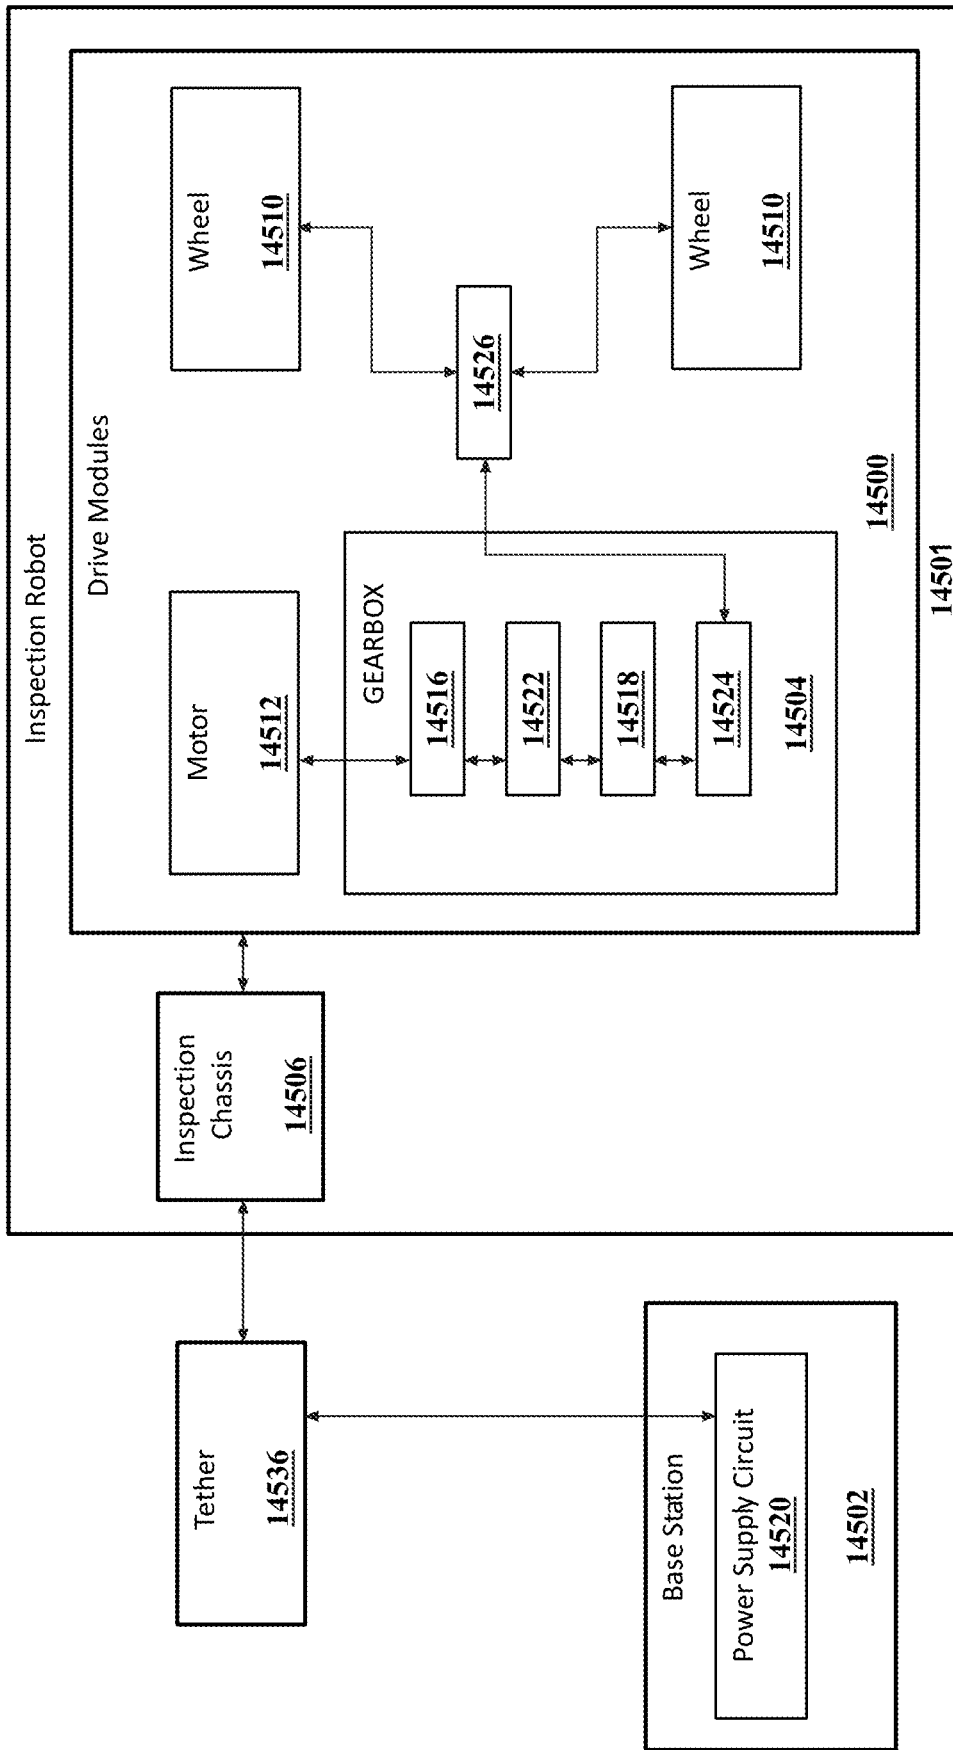 Inspection Robot
Drive Modules
Motor
14512
Wheel
14510
GEARBOX
14516
14522
14518
14524
14504
14526
Wheel
14510
14500
14501
Inspection
Chassis
14506
Tether
14536
Base Station
Power Supply Circuit
14520
14502